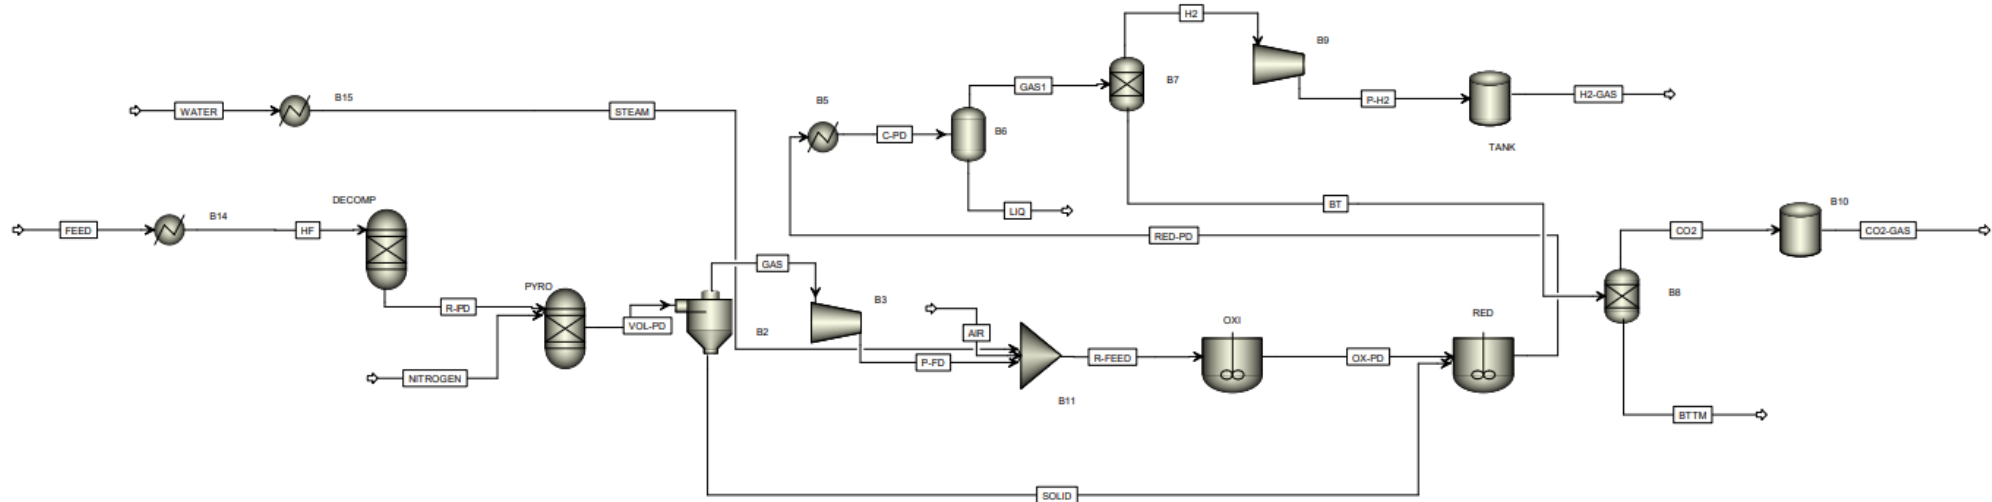 H2
B9
B7
GAS1
B15
B5
P-H2
H2-GAS
WATER
STEAM
C-PD
B6
TANK
DECOMP
B14
LIQ
BT
B10
FEED
HF
RED-PD
CO2
CO2-GAS
GAS
PYRO
B3
B8
R-PD
VOL-PD
B2
AIR
OXI
RED
P-FD
R-FEED
OX-PD
NITROGEN
B11
BTTM
SOLID